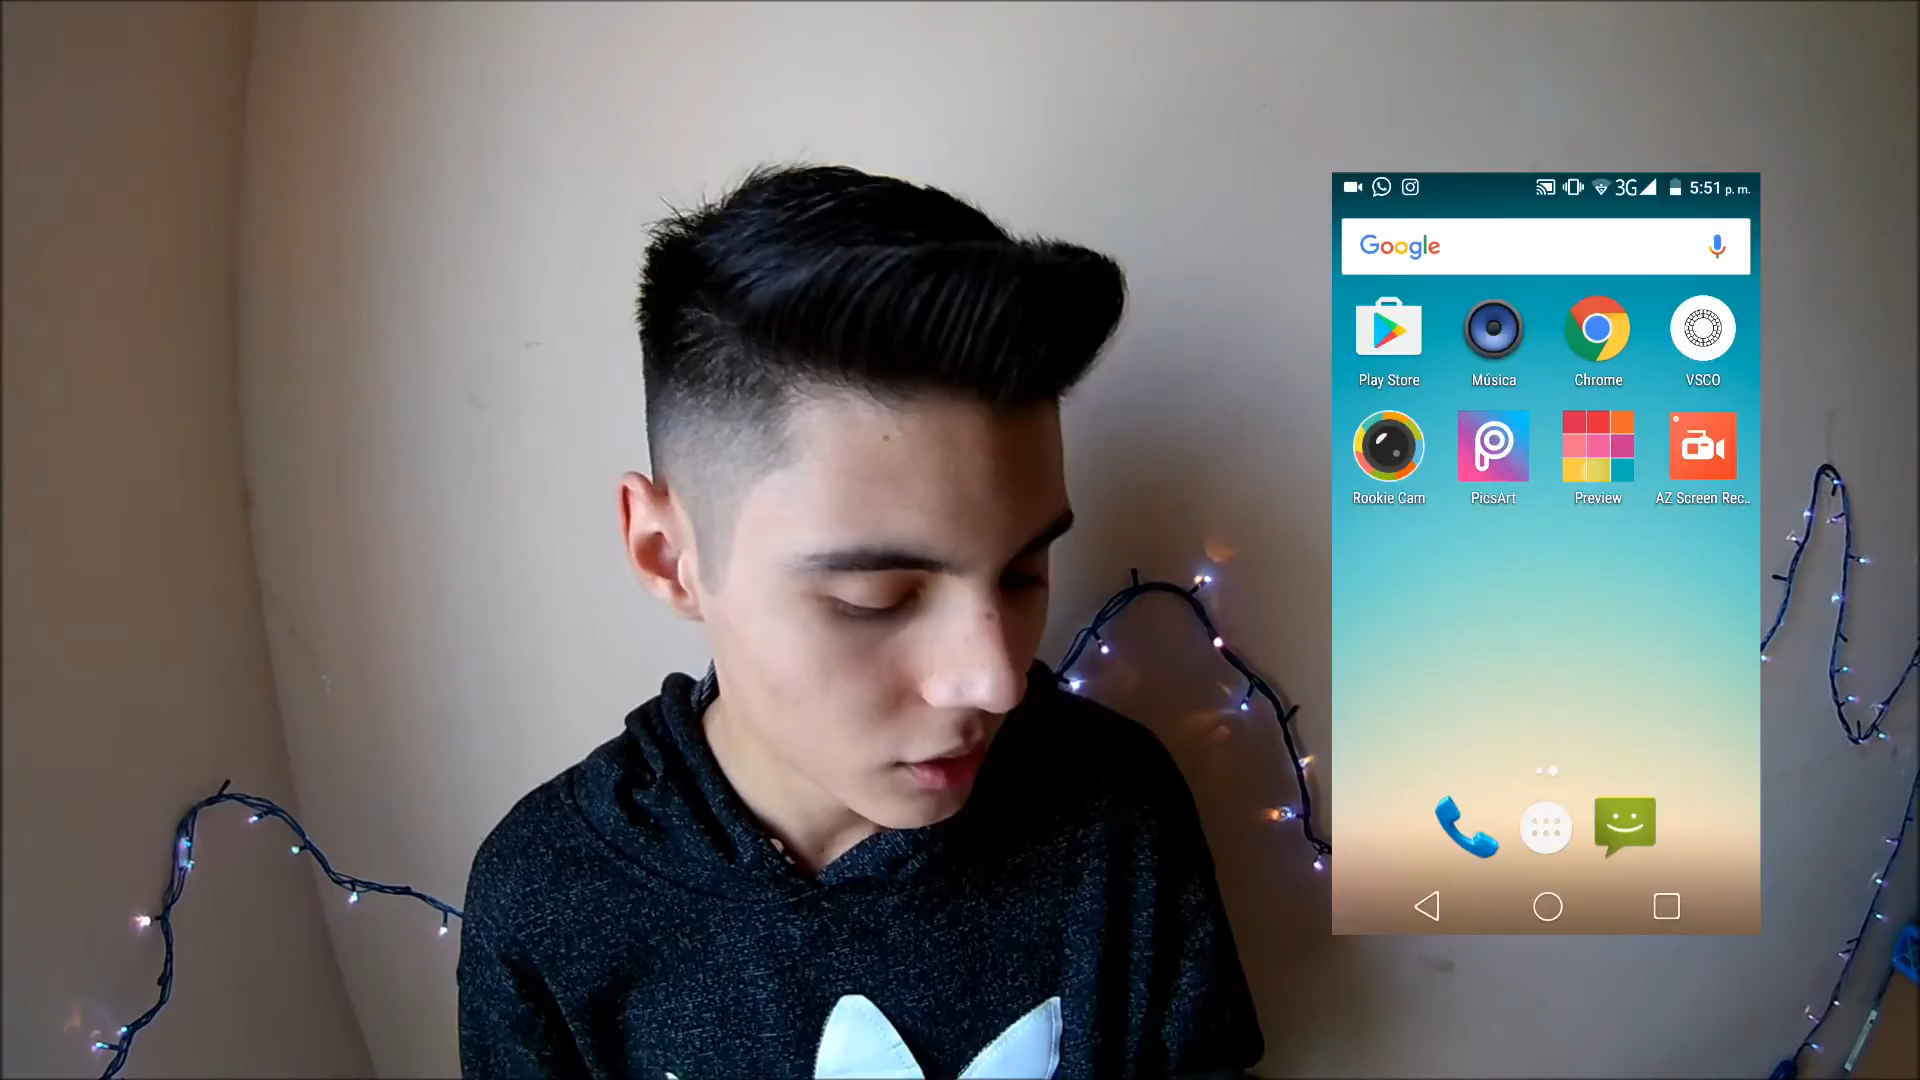 3G 5:51 p. m.
Google
Play Store Música Chrome VSCO
Rookie Cam PicsArt Preview AZ Screen Rec..